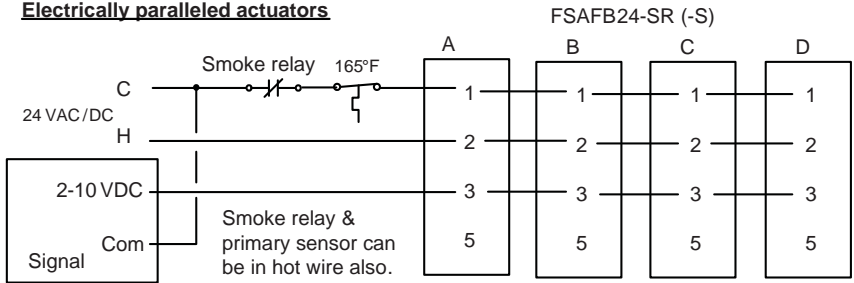 Electrically paralleled actuators
FSAFB24-SR (-S)
A B C D
Smoke relay 165°F
C
24 VAC/DC
H
1 1 1 1
2 2 2 2
2-10 VDC
3 3 3 3
Com
Signal
Smoke relay &
primary sensor can
be in hot wire also.
5 5 5 5